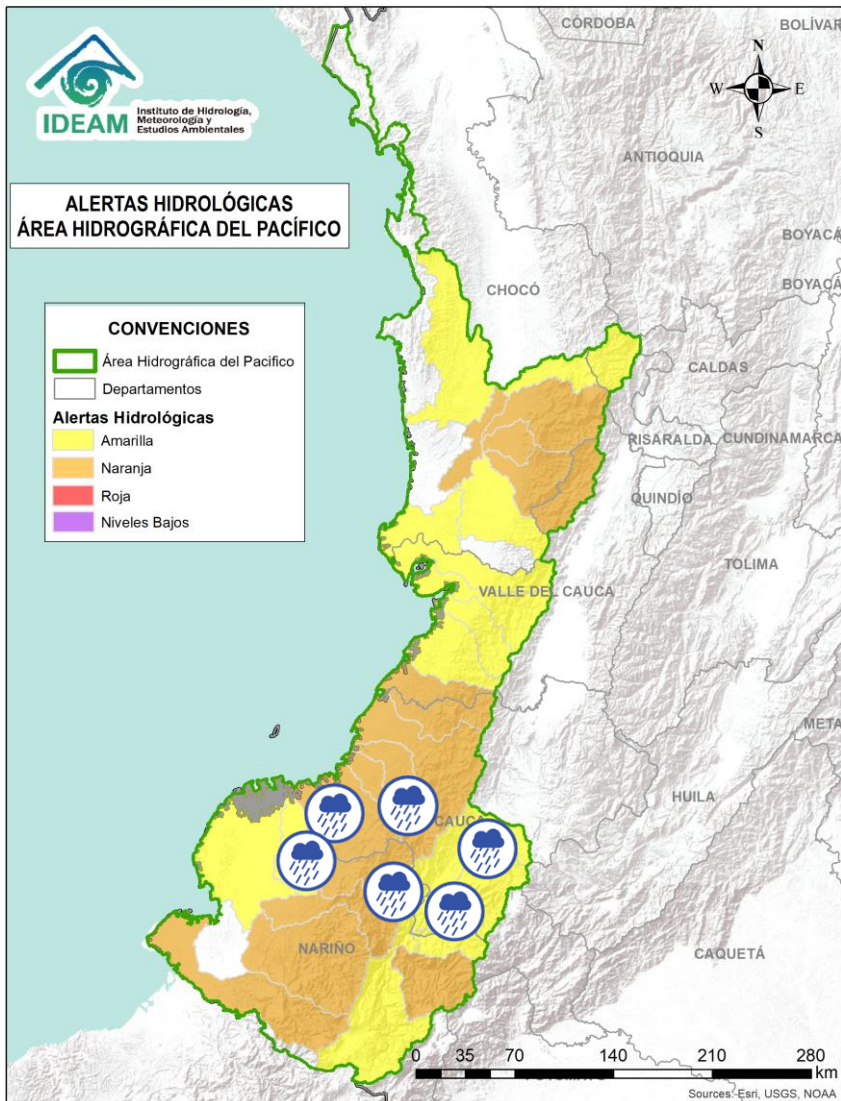 IDEAM
Instituto de Hidrología,
Meteorología y
Estudios Ambientales
ALERTAS HIDROLÓGICAS
ÁREA HIDROGRÁFICA DEL PACÍFICO
CONVENCIONES
Área Hidrográfica del Pacifico
Departamentos
Alertas Hidrológicas
Amarilla
Naranja
Roja
Niveles Bajos
N
W
E
S
CÓRDOBA
BOLÍVAR
ANTIOQUIA
BOYACÁ
BOYACÁ
CHOCÓ
CALDAS
RISARALDA
CUNDINAMARCA
QUINDÍO
TOLIMA
VALLE DEL CAUCA
META
HUILA
CAUCA
NARIÑO
CAQUETÁ
0 35 70 140 210 280
km
Sources: Esri, USGS, NOAA